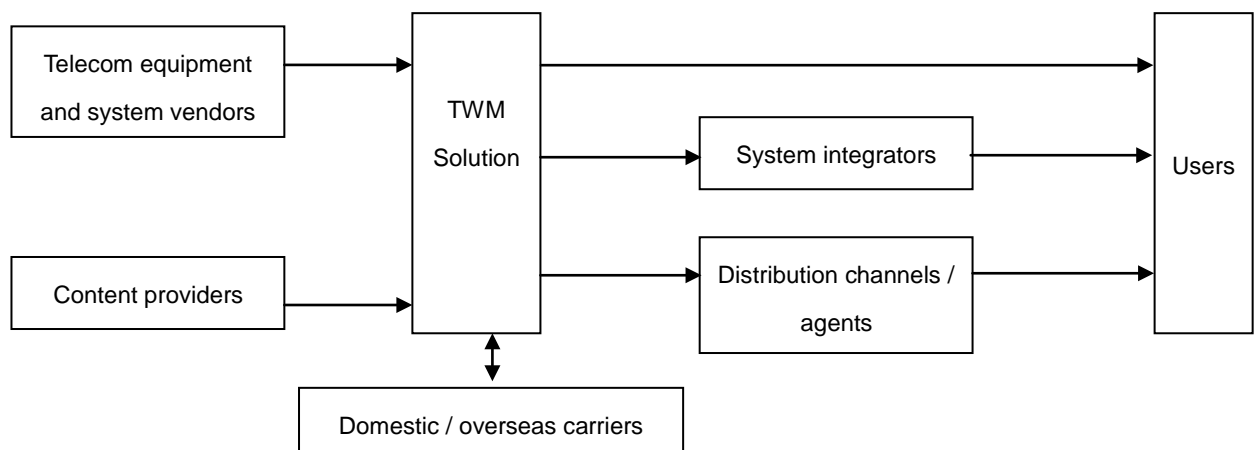 Telecom equipment
and system vendors
TWM
Solution
System integrators
Users
Content providers
Distribution channels /
agents
Domestic / overseas carriers